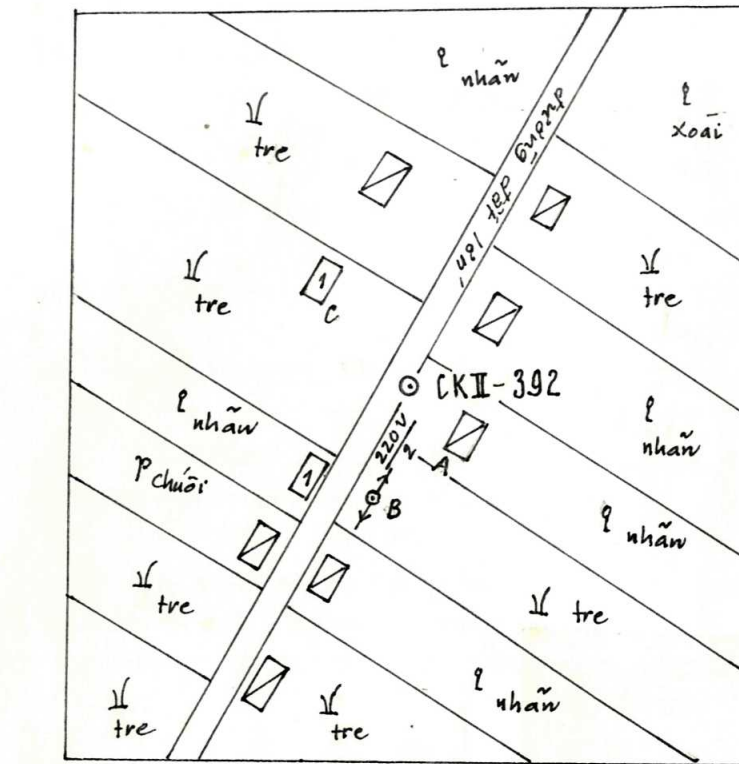 nhãn
xoài
tre
đường đất lớn
tre
tre
1
C
CKII-392
nhãn
nhãn
220V
2
A
1
chuối
B
nhãn
tre
tre
nhãn
tre
tre